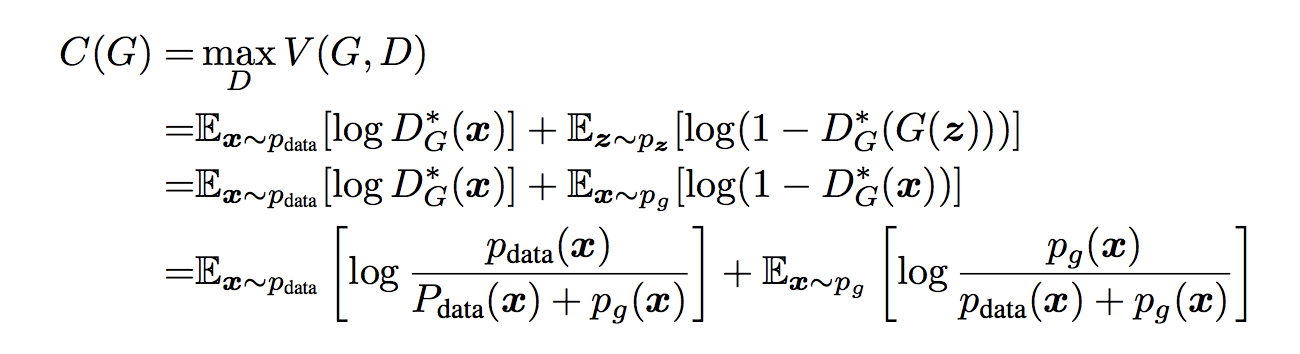 C(G) = max_D V(G, D)
= 𝔼_{x∼p_data}[log D*_G(x)] + 𝔼_{z∼p_z}[log(1 − D*_G(G(z)))]
= 𝔼_{x∼p_data}[log D*_G(x)] + 𝔼_{x∼p_g}[log(1 − D*_G(x))]
= 𝔼_{x∼p_data} [log p_data(x) / (P_data(x) + p_g(x))] + 𝔼_{x∼p_g} [log p_g(x) / (p_data(x) + p_g(x))]